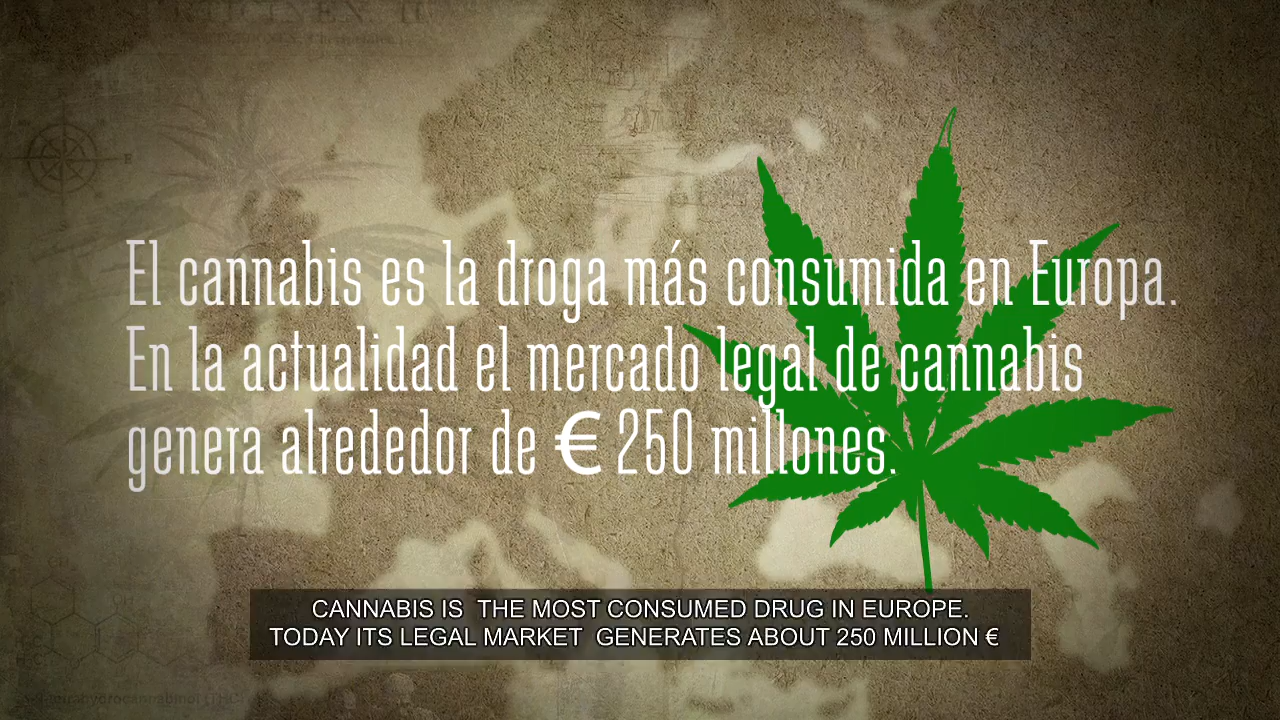 El cannabis es la droga más consumida en Europa.
En la actualidad el mercado legal de cannabis
genera alrededor de € 250 millones.
CANNABIS IS THE MOST CONSUMED DRUG IN EUROPE.
TODAY ITS LEGAL MARKET GENERATES ABOUT 250 MILLION €